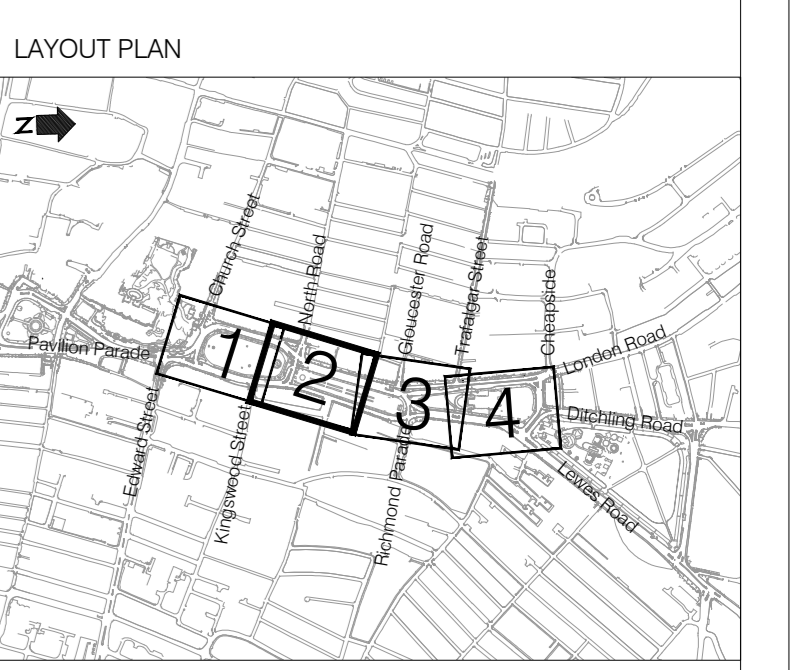 LAYOUT PLAN
N
Church Street
North Road
Gloucester Road
Trafalgar Street
Cheapside
London Road
Pavilion Parade
1
2
3
4
Ditchling Road
Edward Street
Kingswood Street
Richmond Parade
Lewes Road